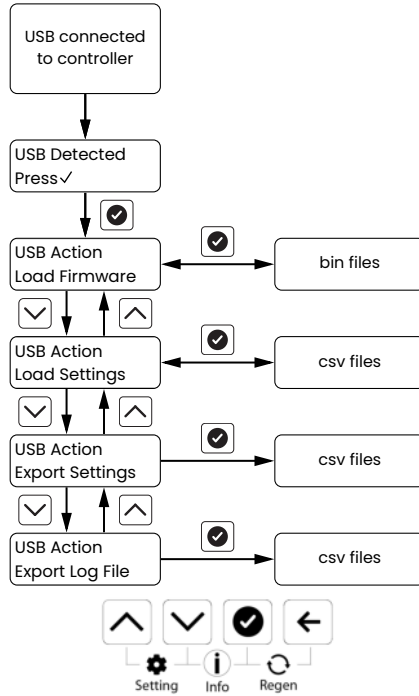 USB connected
to controller
USB Detected
Press✓
USB Action
Load Firmware
bin files
USB Action
Load Settings
csv files
USB Action
Export Settings
csv files
USB Action
Export Log File
csv files
Setting
Info
Regen